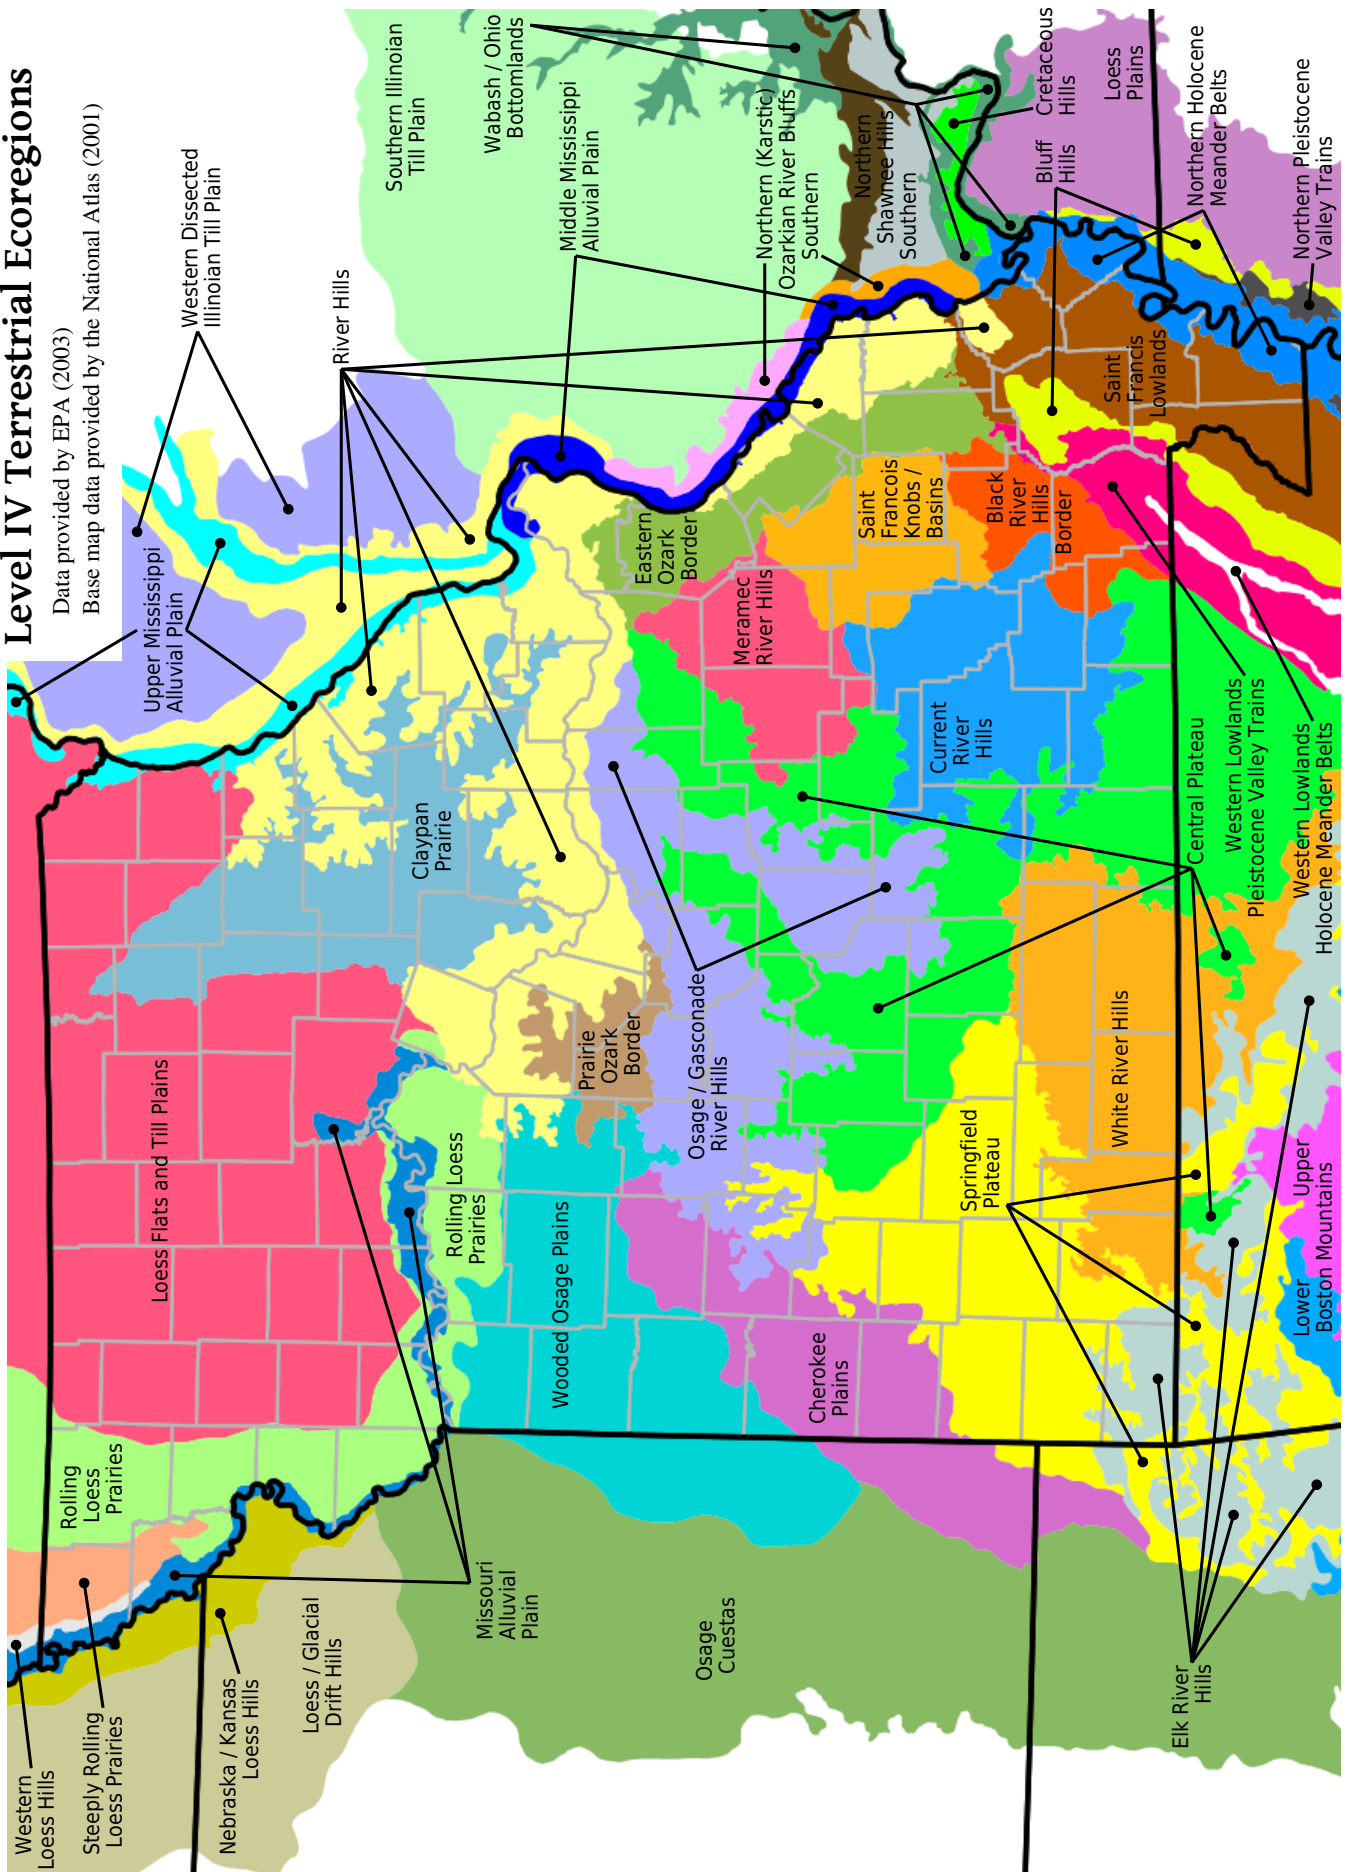 Level IV Terrestrial Ecoregions
Data provided by EPA (2003)
Base map data provided by the National Atlas (2001)
Western
Loess Hills
Steeply Rolling
Loess Prairies
Nebraska / Kansas
Loess Hills
Loess / Glacial
Drift Hills
Rolling
Loess
Prairies
Missouri
Alluvial
Plain
Osage
Cuestas
Elk River
Hills
Loess Flats and Till Plains
Rolling Loess
Prairies
Wooded Osage Plains
Cherokee
Plains
Springfield
Plateau
White River Hills
Lower
Upper
Boston Mountains
Prairie
Ozark
Border
Osage / Gasconade
River Hills
Claypan
Prairie
Upper Mississippi
Alluvial Plain
Western Dissected
Illinoian Till Plain
River Hills
Southern Illinoian
Till Plain
Wabash / Ohio
Bottomlands
Middle Mississippi
Alluvial Plain
Northern (Karstic)
Ozarkian River Bluffs
Southern
Northern
Shawnee Hills
Southern
Cretaceous
Hills
Loess
Plains
Bluff
Hills
Northern Holocene
Meander Belts
Northern Pleistocene
Valley Trains
Saint
Francis
Lowlands
Eastern
Ozark
Border
Meramec
River Hills
Saint
Francois
Knobs /
Basins
Black
River
Hills
Border
Current
River
Hills
Central Plateau
Western Lowlands
Pleistocene Valley Trains
Western Lowlands
Holocene Meander Belts